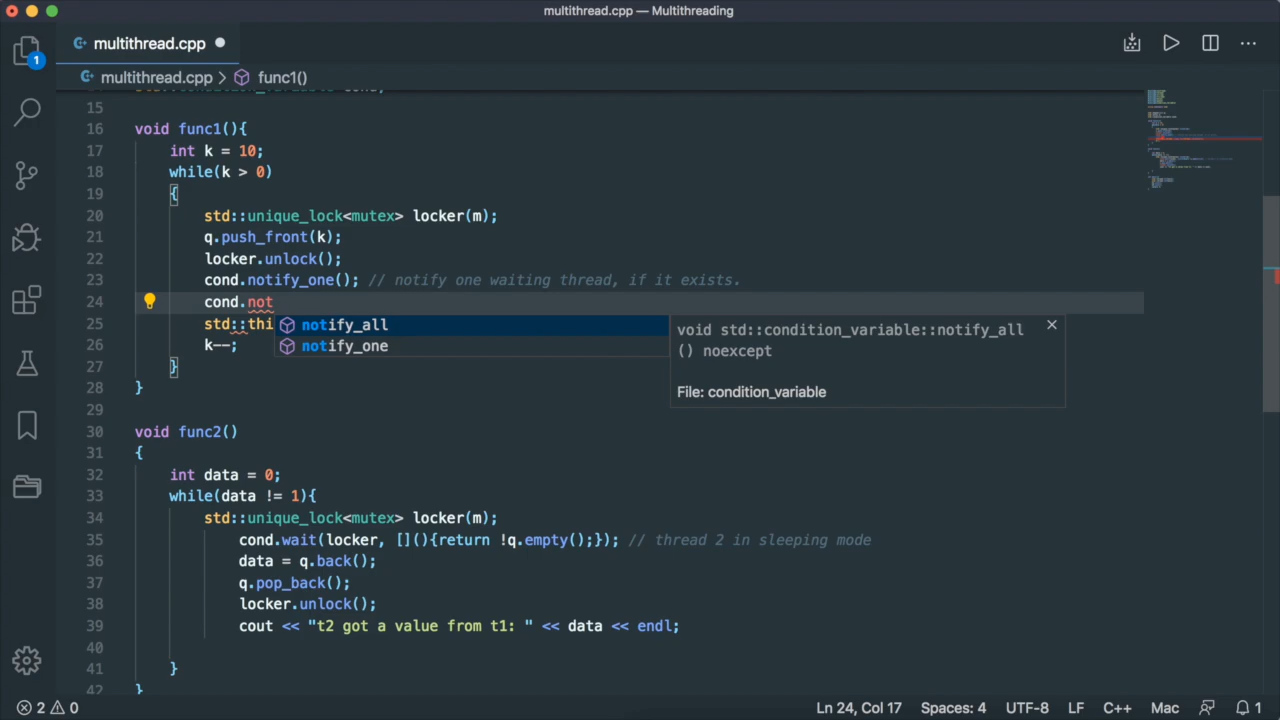 multithread.cpp — Multithreading
multithread.cpp
1
multithread.cpp > func1()
15
16 void func1(){
17 int k = 10;
18 while(k > 0)
19 {
20 std::unique_lock<mutex> locker(m);
21 q.push_front(k);
22 locker.unlock();
23 cond.notify_one(); // notify one waiting thread, if it exists.
24 cond.not
25 std::thi
26 k--;
27 }
28 }
29
30 void func2()
31 {
32 int data = 0;
33 while(data != 1){
34 std::unique_lock<mutex> locker(m);
35 cond.wait(locker, [](){return !q.empty();}); // thread 2 in sleeping mode
36 data = q.back();
37 q.pop_back();
38 locker.unlock();
39 cout << "t2 got a value from t1: " << data << endl;
40
41 }
42 }
notify_all
notify_one
void std::condition_variable::notify_all
() noexcept
File: condition_variable
2 0 Ln 24, Col 17 Spaces: 4 UTF-8 LF C++ Mac 1